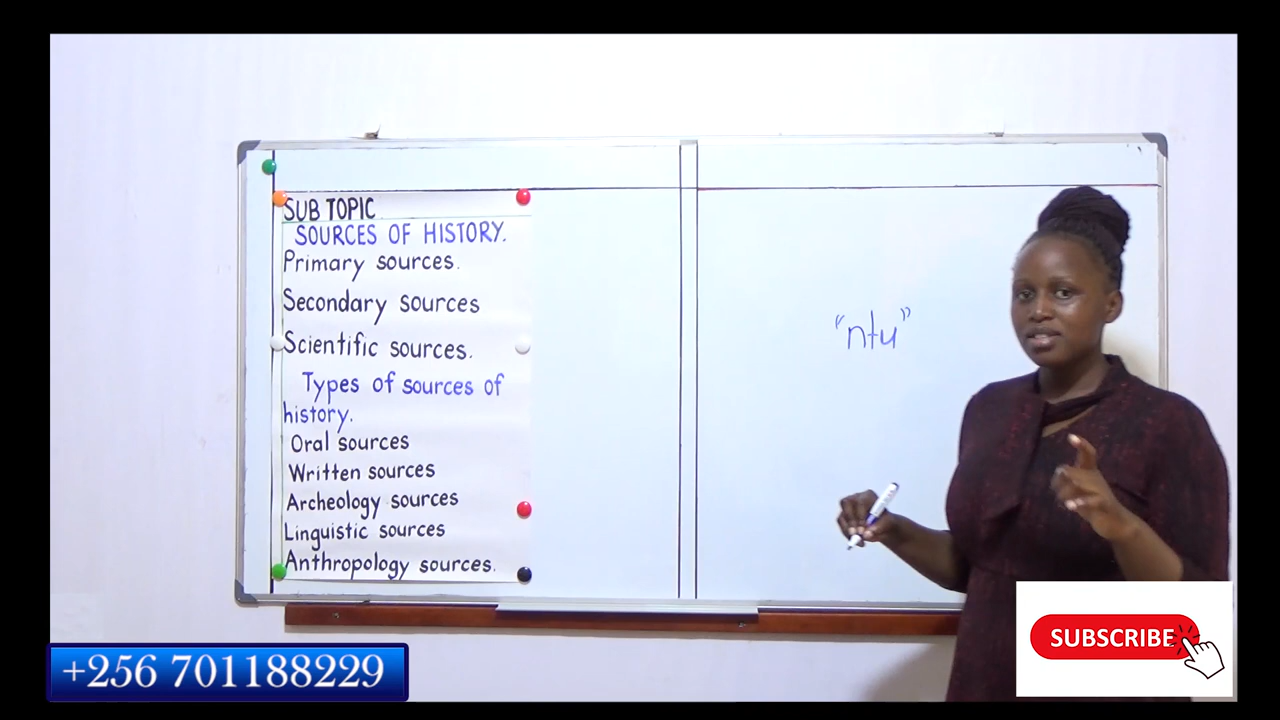 SUB TOPIC
SOURCES OF HISTORY.
Primary sources.
Secondary sources
Scientific sources.
Types of sources of
history.
Oral sources
Written sources
Archeology sources
Linguistic sources
Anthropology sources.
"ntu"
+256 701188229
SUBSCRIBE